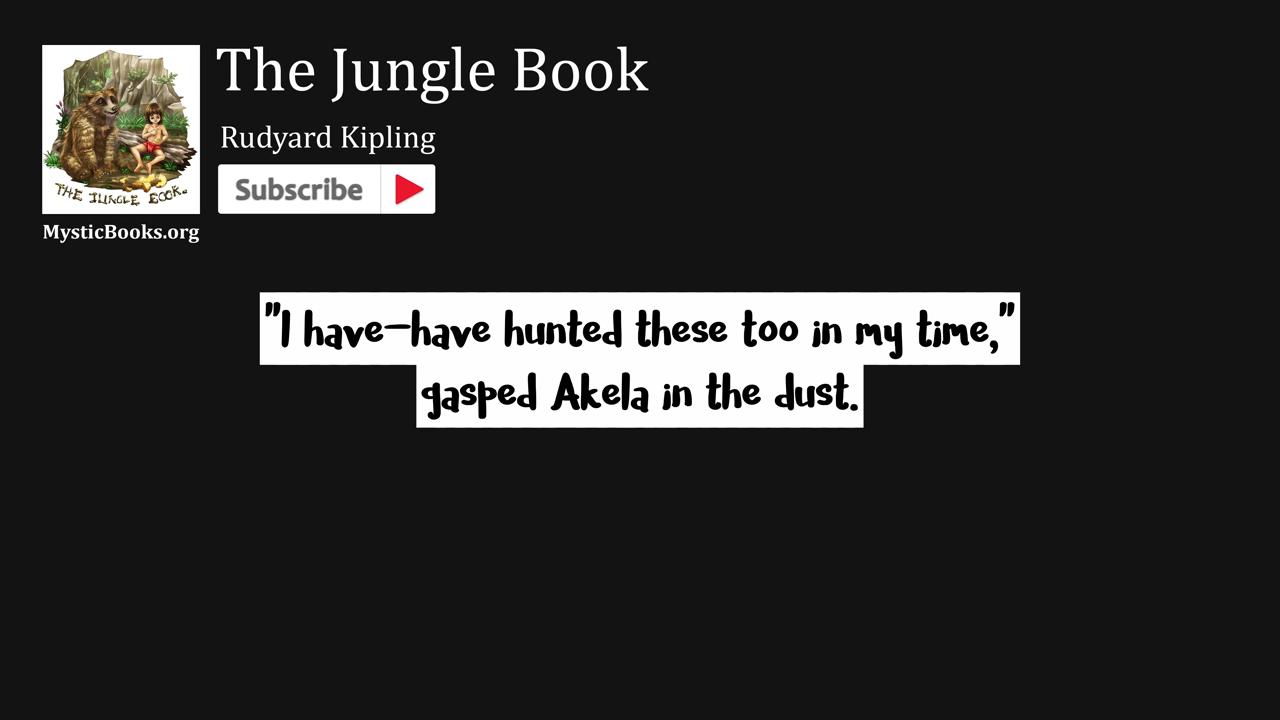 The Jungle Book
Rudyard Kipling
Subscribe
THE JUNGLE BOOK.
MysticBooks.org
"I have—have hunted these too in my time,"
gasped Akela in the dust.